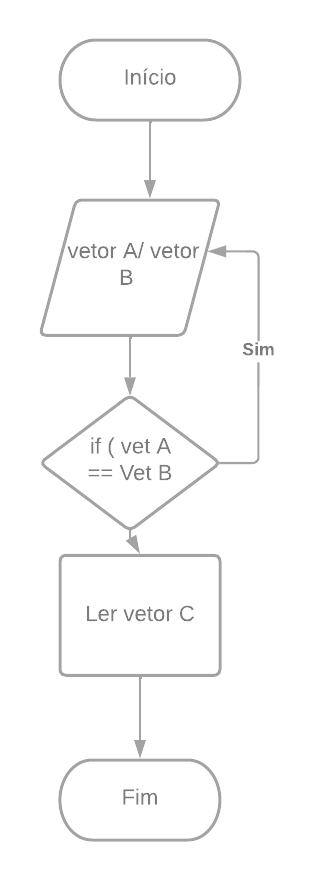 Início
vetor A/ vetor
B
Sim
if ( vet A
== Vet B
Ler vetor C
Fim